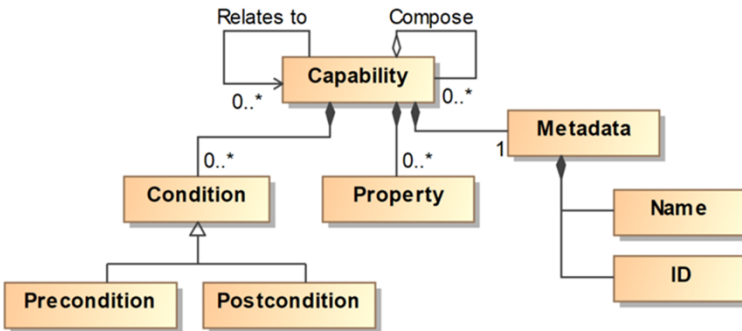 Relates to
Compose
Capability
0..*
0..*
Metadata
1
0..*
0..*
Condition
Property
Name
ID
Precondition
Postcondition